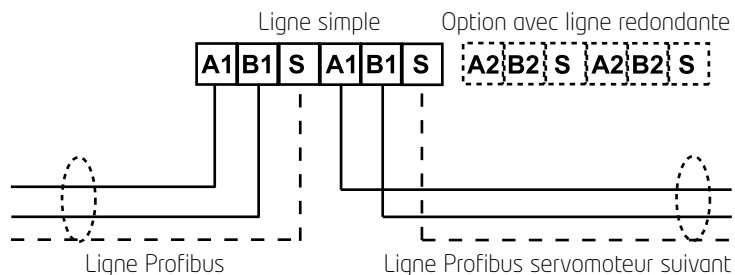 Ligne simple Option avec ligne redondante
A1 B1 S A1 B1 S A2 B2 S A2 B2 S
Ligne Profibus Ligne Profibus servomoteur suivant